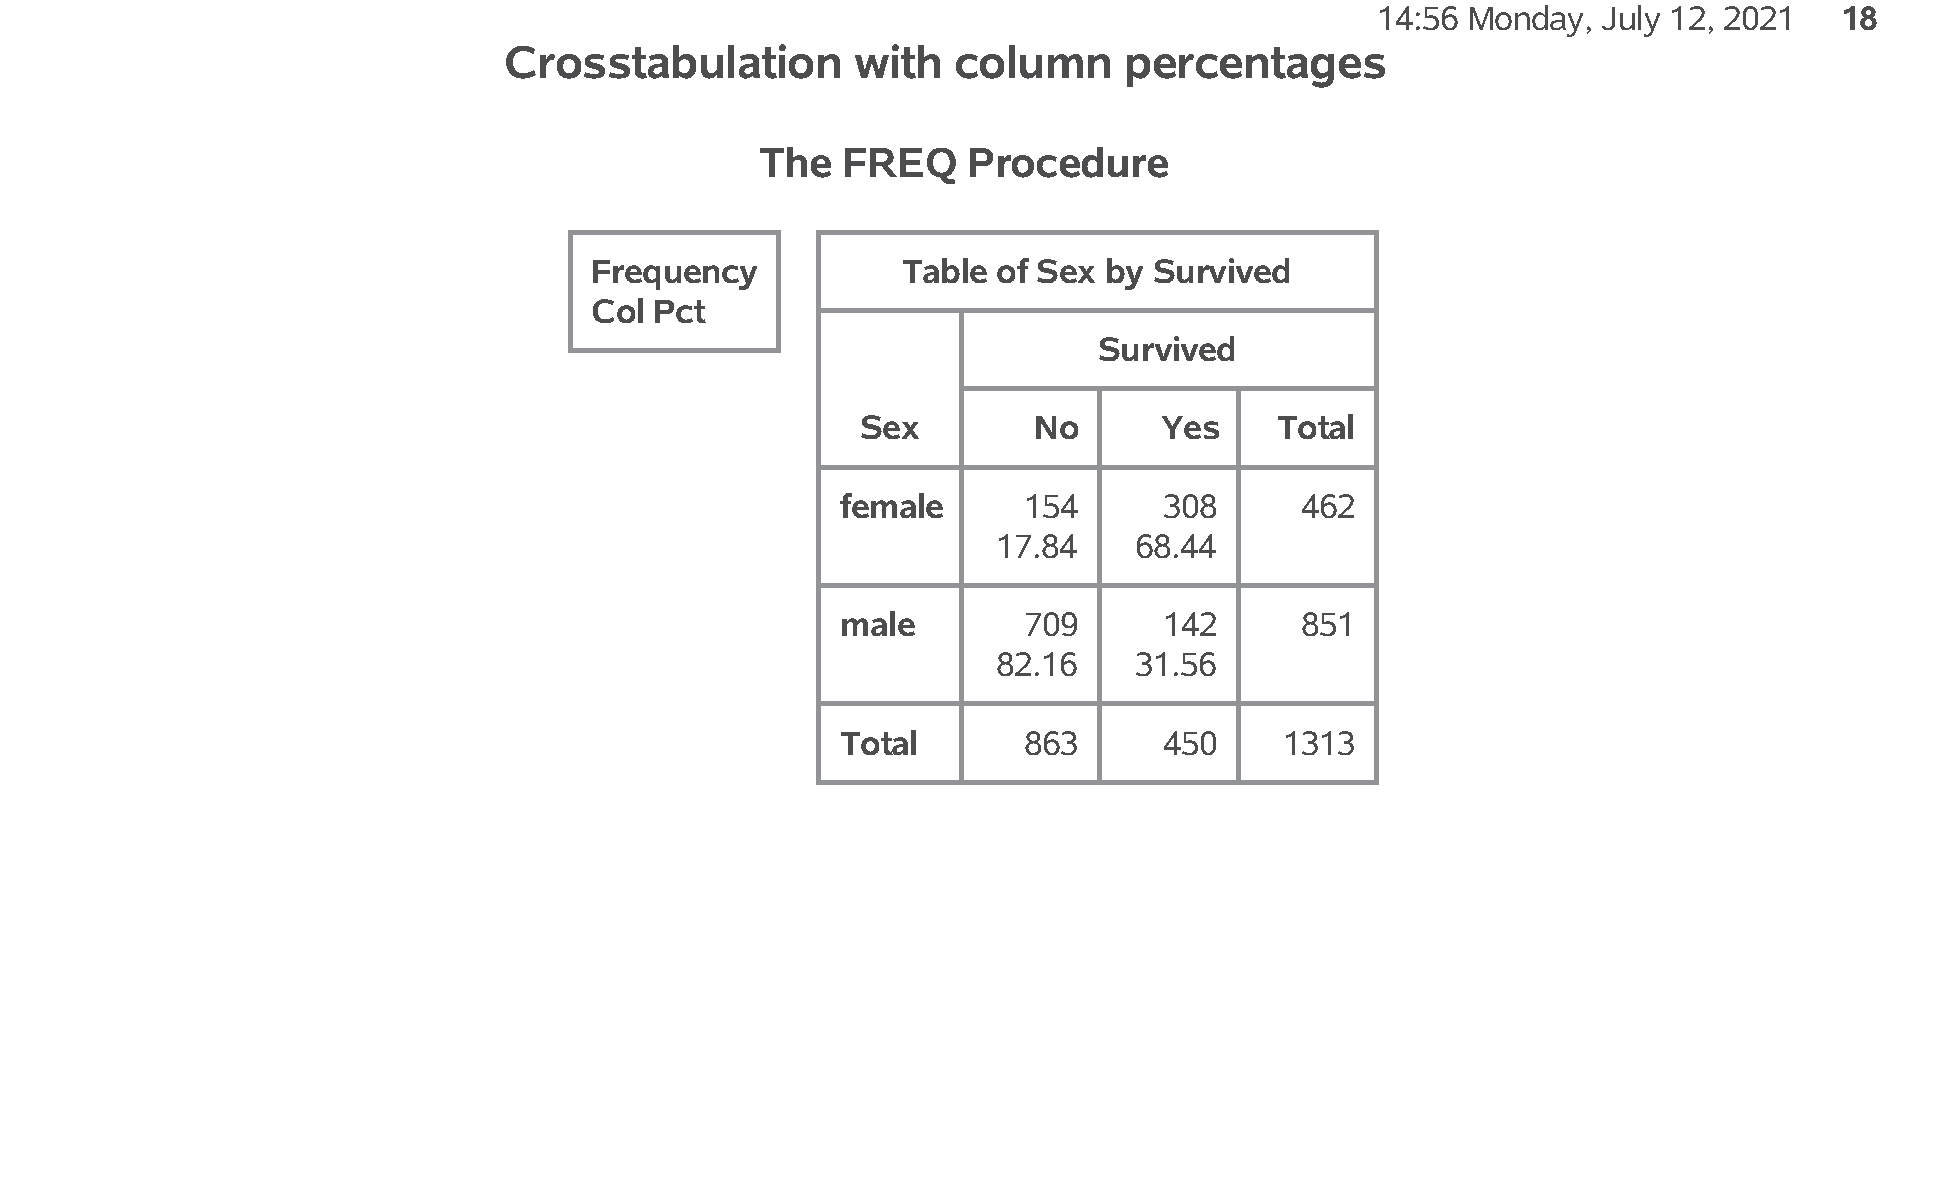 14:56 Monday, July 12, 2021 18
Crosstabulation with column percentages
The FREQ Procedure
Frequency
Col Pct
Table of Sex by Survived
Survived
Sex No Yes Total
female 154 308 462
17.84 68.44
male 709 142 851
82.16 31.56
Total 863 450 1313